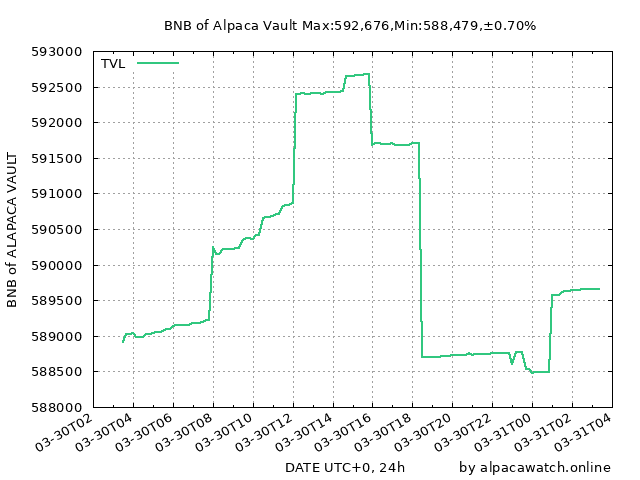 BNB of Alpaca Vault Max:592,676,Min:588,479,±0.70%
TVL
593000
592500
592000
591500
591000
590500
590000
589500
589000
588500
588000
BNB of ALAPACA VAULT
03-30T02
03-30T04
03-30T06
03-30T08
03-30T10
03-30T12
03-30T14
03-30T16
03-30T18
03-30T20
03-30T22
03-31T00
03-31T02
03-31T04
DATE UTC+0, 24h
by alpacawatch.online